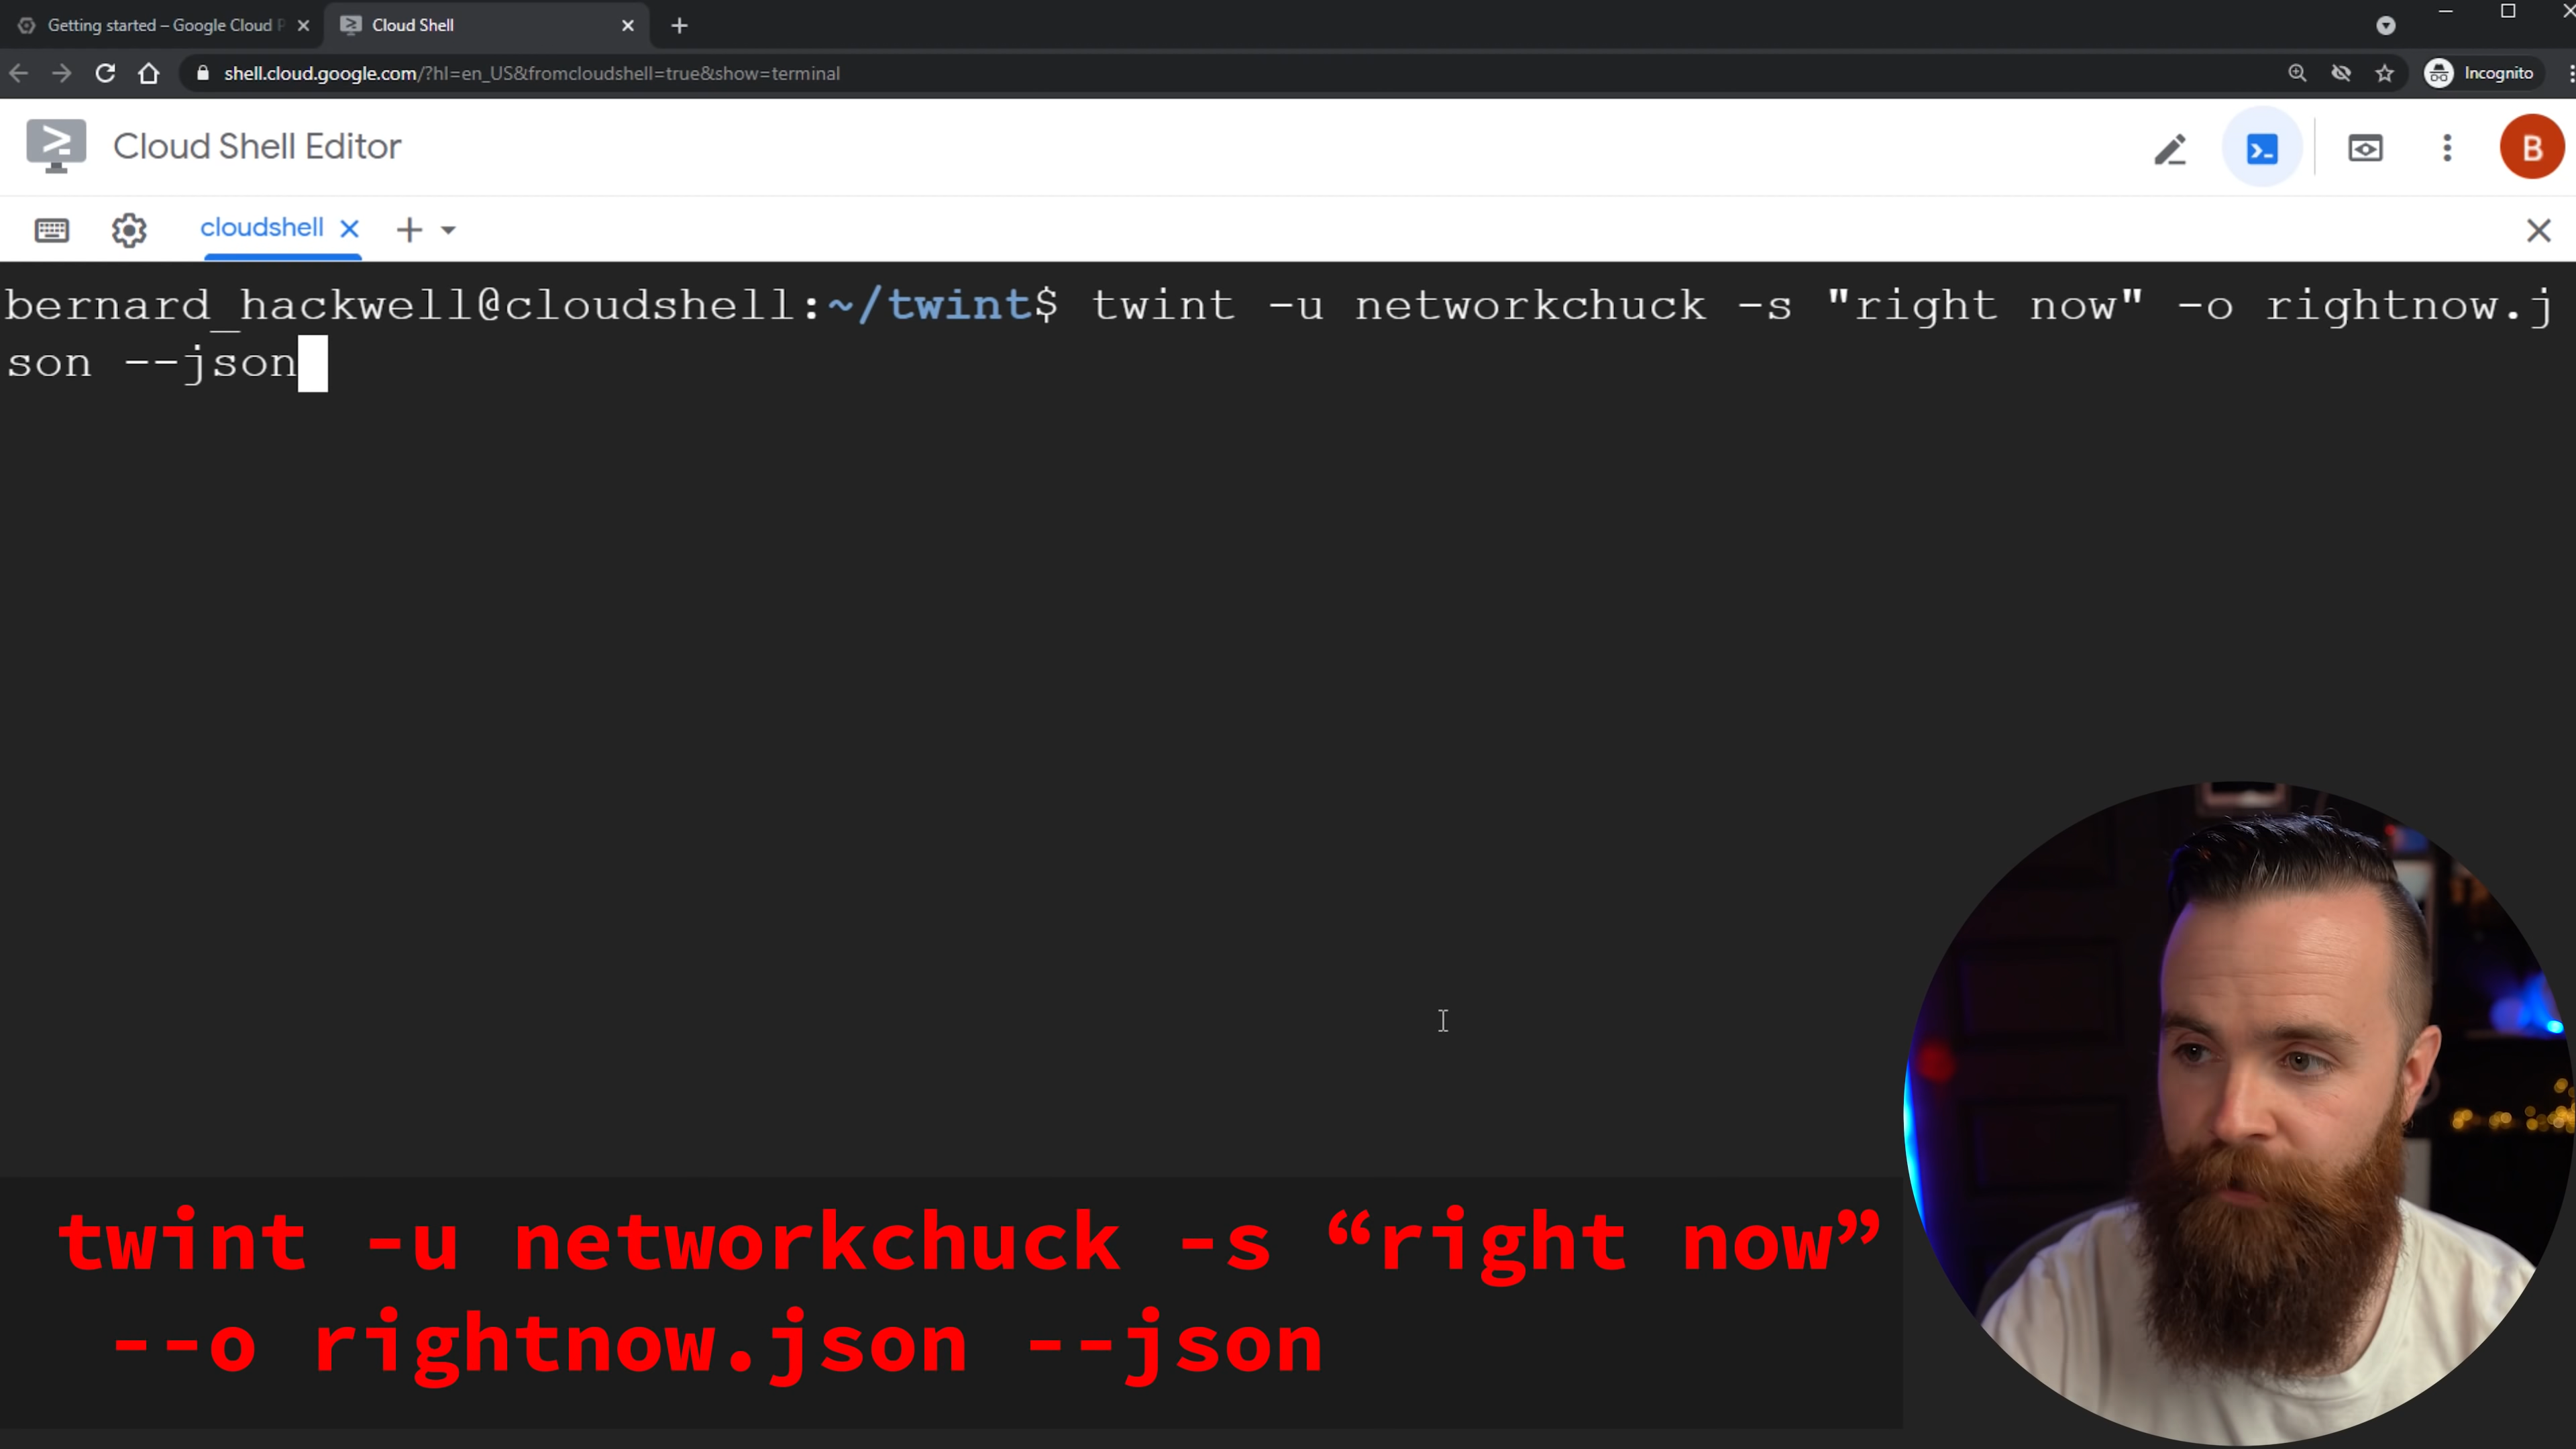 Getting started – Google Cloud P
Cloud Shell
shell.cloud.google.com/?hl=en_US&fromcloudshell=true&show=terminal
Incognito
Cloud Shell Editor
B
cloudshell
bernard_hackwell@cloudshell:~/twint$ twint -u networkchuck -s "right now" -o rightnow.j
son --json
twint -u networkchuck -s “right now”
--o rightnow.json --json